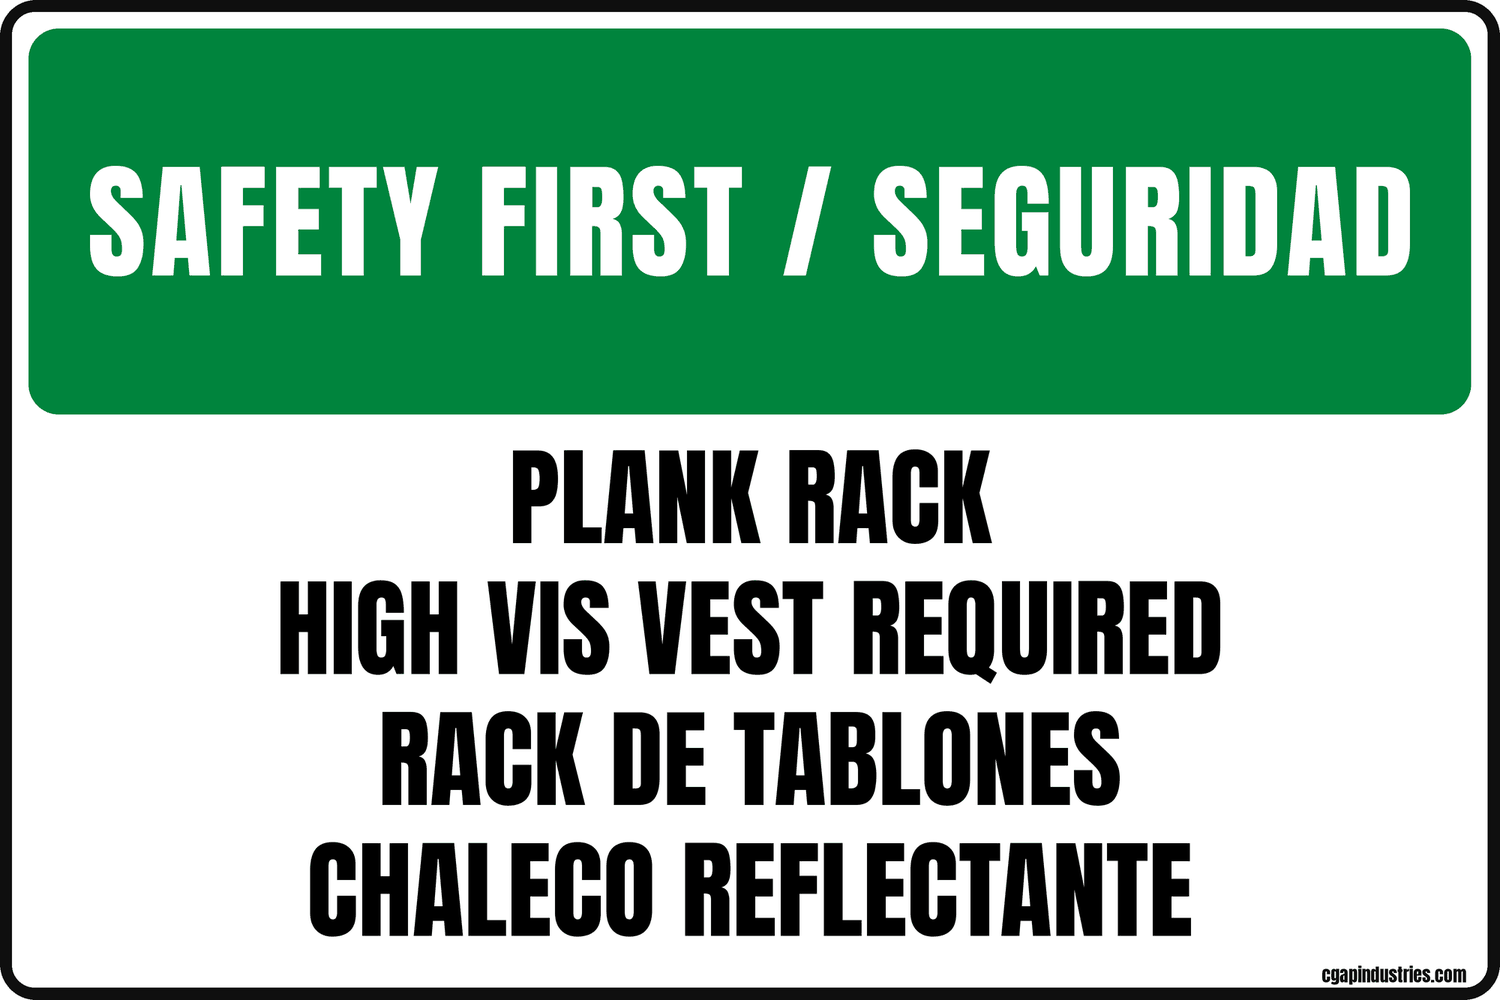 SAFETY FIRST / SEGURIDAD
PLANK RACK
HIGH VIS VEST REQUIRED
RACK DE TABLONES
CHALECO REFLECTANTE
cgapindustries.com